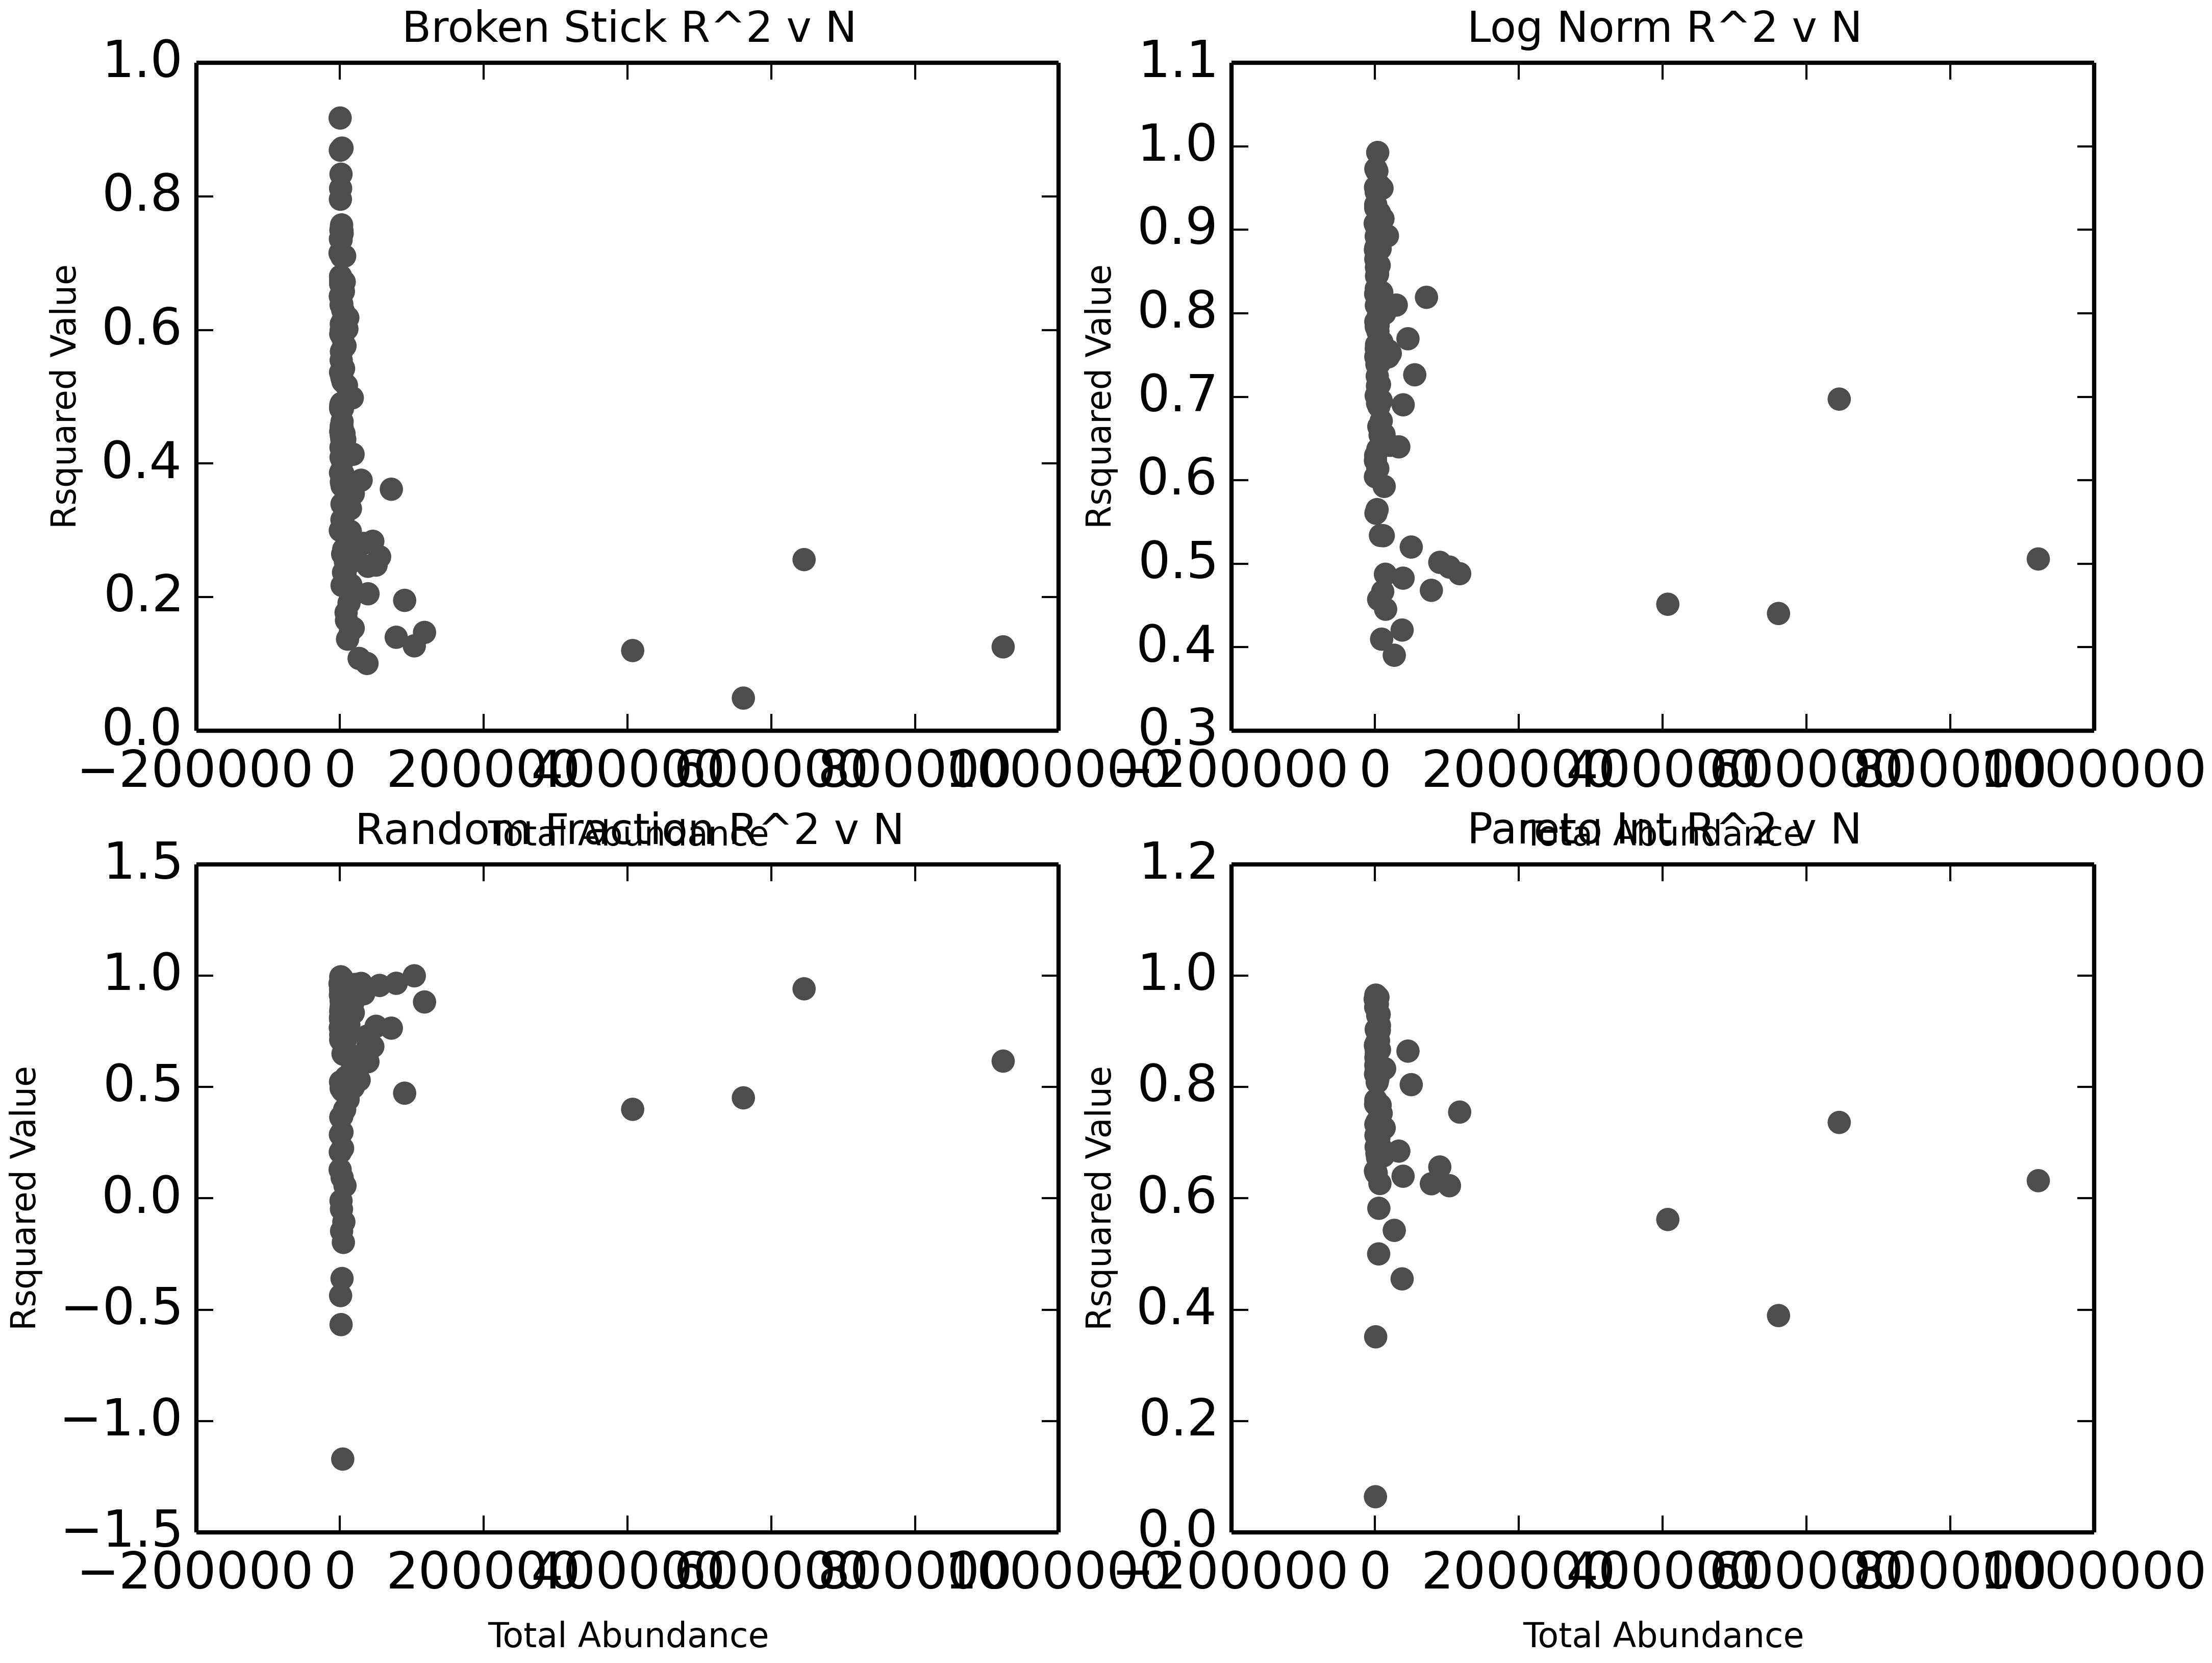 Broken Stick R^2 v N
1.0
0.8
0.6
0.4
0.2
0.0
Rsquared Value
−200000 0 200000 400000 600000 800000 1000000
Total Abundance
Log Norm R^2 v N
1.1
1.0
0.9
0.8
0.7
0.6
0.5
0.4
0.3
Rsquared Value
−200000 0 200000 400000 600000 800000 1000000
Total Abundance
Random Fraction R^2 v N
1.5
1.0
0.5
0.0
−0.5
−1.0
−1.5
Rsquared Value
−200000 0 200000 400000 600000 800000 1000000
Total Abundance
Pareto Int R^2 v N
1.2
1.0
0.8
0.6
0.4
0.2
0.0
Rsquared Value
−200000 0 200000 400000 600000 800000 1000000
Total Abundance